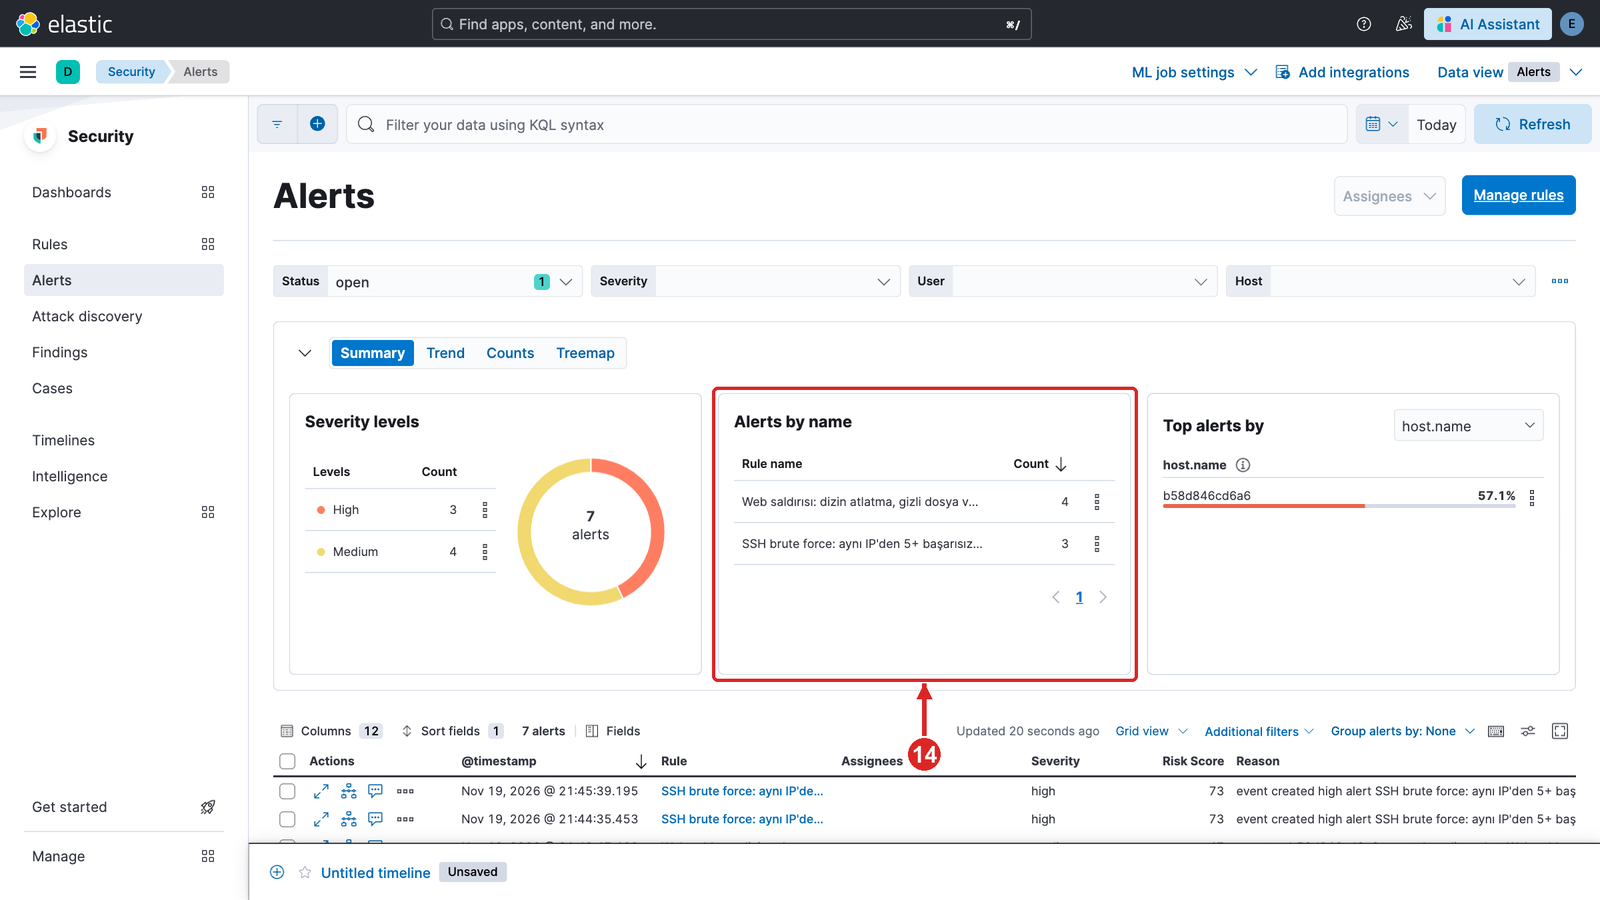 elastic
Find apps, content, and more.
⌘/
AI Assistant
E
D
Security
Alerts
ML job settings
Add integrations
Data view
Alerts
Security
Filter your data using KQL syntax
Today
Refresh
Dashboards
Rules
Alerts
Attack discovery
Findings
Cases
Timelines
Intelligence
Explore
Get started
Manage
Alerts
Assignees
Manage rules
Status
open
1
Severity
User
Host
Summary
Trend
Counts
Treemap
Severity levels
Levels
Count
High
3
Medium
4
7
alerts
Alerts by name
Rule name
Count
Web saldırısı: dizin atlatma, gizli dosya v...
4
SSH brute force: aynı IP'den 5+ başarısız...
3
1
Top alerts by
host.name
host.name
b58d846cd6a6
57.1%
14
Columns 12
Sort fields 1
7 alerts
Fields
Updated 20 seconds ago
Grid view
Additional filters
Group alerts by: None
Actions
@timestamp
Rule
Assignees
Severity
Risk Score
Reason
Nov 19, 2026 @ 21:45:39.195
SSH brute force: aynı IP'de...
high
73
event created high alert SSH brute force: aynı IP'den 5+ baş
Nov 19, 2026 @ 21:44:35.453
SSH brute force: aynı IP'de...
high
73
event created high alert SSH brute force: aynı IP'den 5+ baş
Untitled timeline
Unsaved